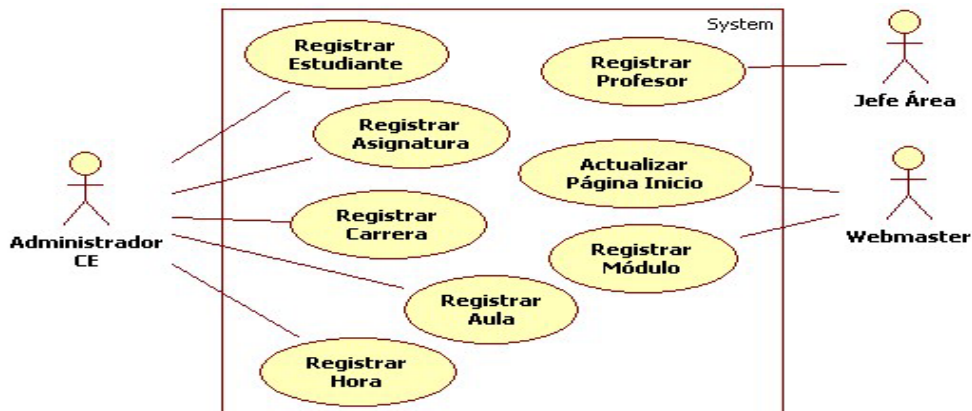 System
Registrar
Estudiante
Registrar
Profesor
Jefe Área
Registrar
Asignatura
Actualizar
Página Inicio
Administrador
CE
Registrar
Carrera
Webmaster
Registrar
Módulo
Registrar
Aula
Registrar
Hora